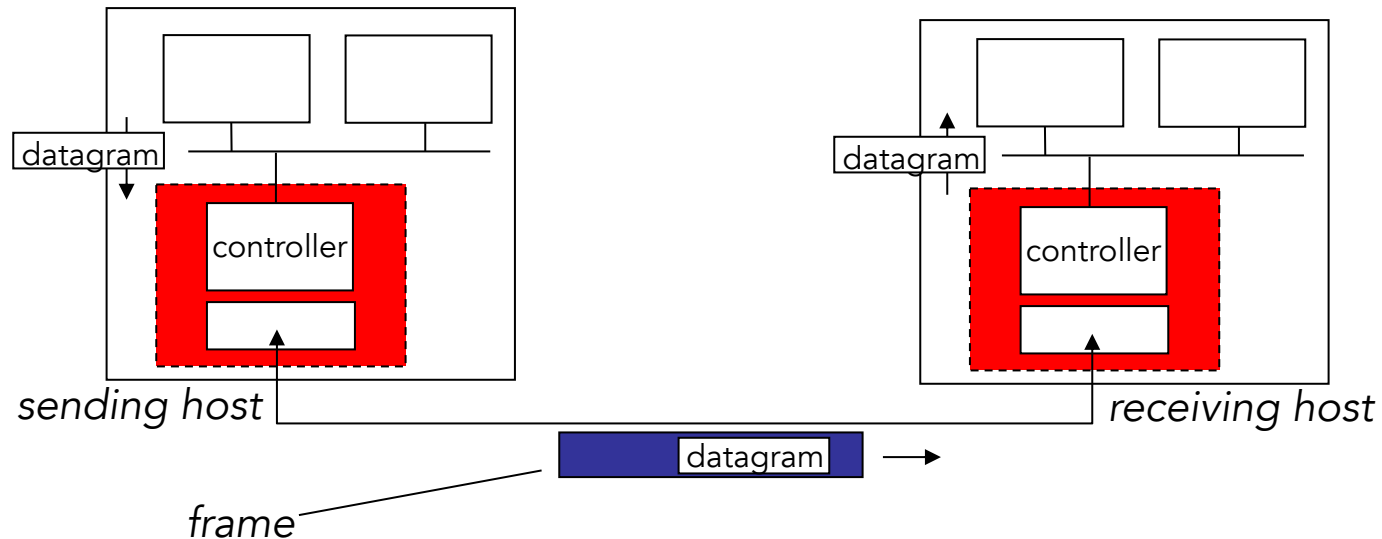 datagram
datagram
controller
controller
sending host
receiving host
datagram
frame